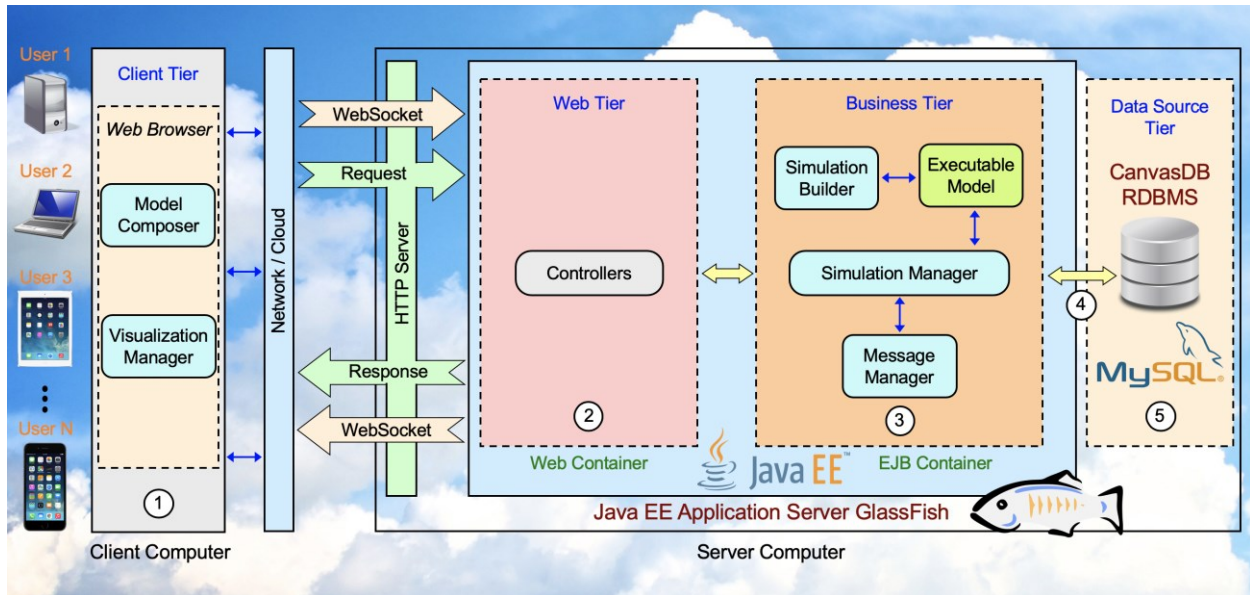 User 1
User 2
User 3
User N
Client Tier
Web Browser
Model
Composer
Visualization
Manager
1
Client Computer
Network / Cloud
HTTP Server
WebSocket
Request
Response
WebSocket
Web Tier
Controllers
2
Web Container
Business Tier
Simulation
Builder
Executable
Model
Simulation Manager
Message
Manager
3
EJB Container
Java EE™
Java EE Application Server GlassFish
Server Computer
4
Data Source
Tier
CanvasDB
RDBMS
MySQL®
5